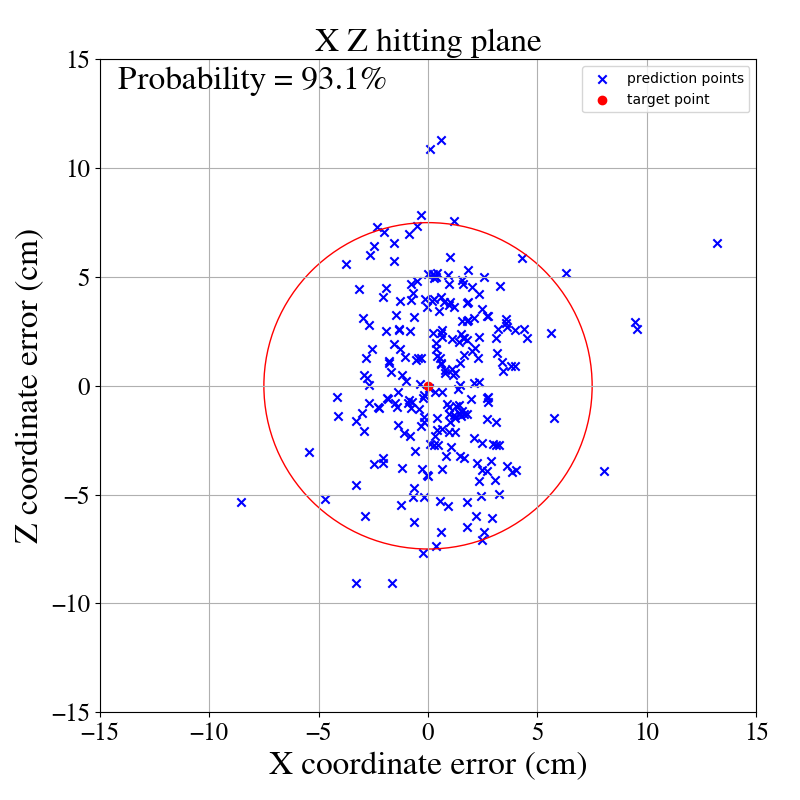 X Z hitting plane
Probability = 93.1%
prediction points
target point
15
10
5
0
−5
−10
−15
Z coordinate error (cm)
−15 −10 −5 0 5 10 15
X coordinate error (cm)